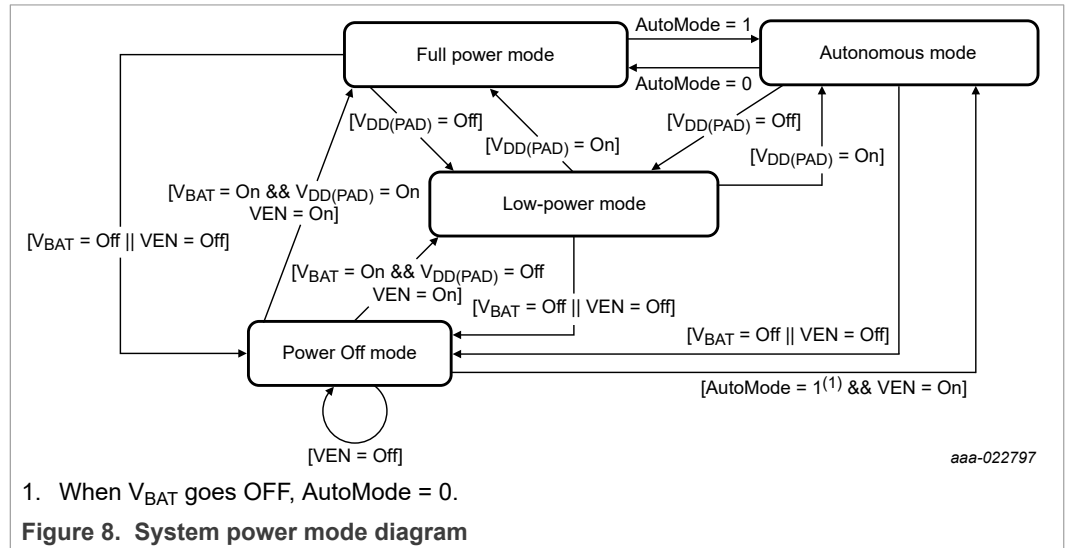 Full power mode
AutoMode = 1
AutoMode = 0
Autonomous mode
[VDD(PAD) = Off]
[VDD(PAD) = On]
[VDD(PAD) = Off]
[VDD(PAD) = On]
[VBAT = On && VDD(PAD) = On
VEN = On]
Low-power mode
[VBAT = Off || VEN = Off]
[VBAT = On && VDD(PAD) = Off
VEN = On]
[VBAT = Off || VEN = Off]
[VBAT = Off || VEN = Off]
Power Off mode
[AutoMode = 1(1) && VEN = On]
[VEN = Off]
aaa-022797
1. When VBAT goes OFF, AutoMode = 0.
Figure 8. System power mode diagram